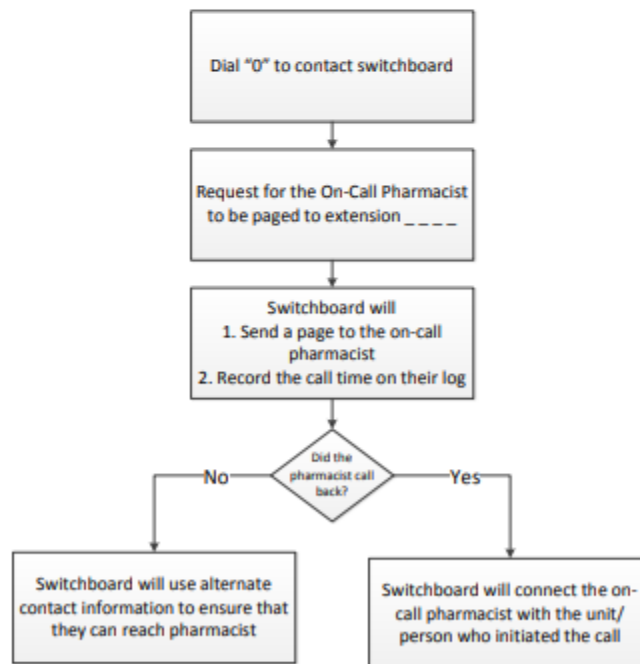 Dial “0” to contact switchboard
Request for the On-Call Pharmacist
to be paged to extension _ _ _ _
Switchboard will
1. Send a page to the on-call
pharmacist
2. Record the call time on their log
Did the
pharmacist call
back?
No
Yes
Switchboard will use alternate
contact information to ensure that
they can reach pharmacist
Switchboard will connect the on-
call pharmacist with the unit/
person who initiated the call